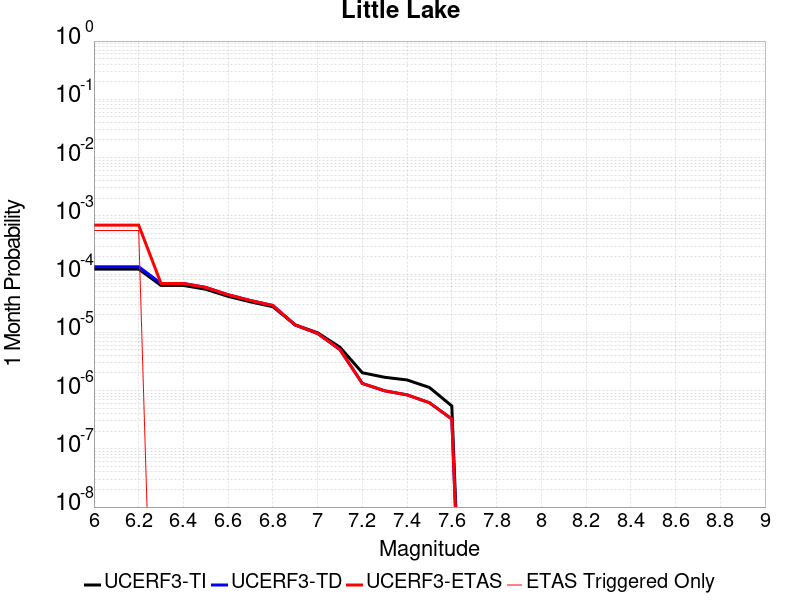 Little Lake
10^0
10^-1
10^-2
10^-3
10^-4
10^-5
10^-6
10^-7
10^-8
1 Month Probability
6 6.2 6.4 6.6 6.8 7 7.2 7.4 7.6 7.8 8 8.2 8.4 8.6 8.8 9
Magnitude
UCERF3-TI UCERF3-TD UCERF3-ETAS ETAS Triggered Only